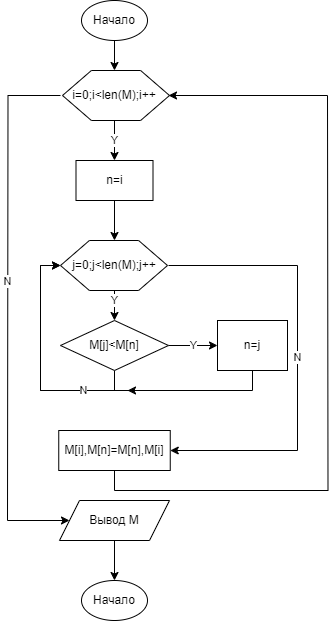 Начало
i=0;i<len(M);i++
Y
n=i
j=0;j<len(M);j++
N
Y
M[j]<M[n]
Y
n=j
N
N
M[i],M[n]=M[n],M[i]
Вывод M
Начало